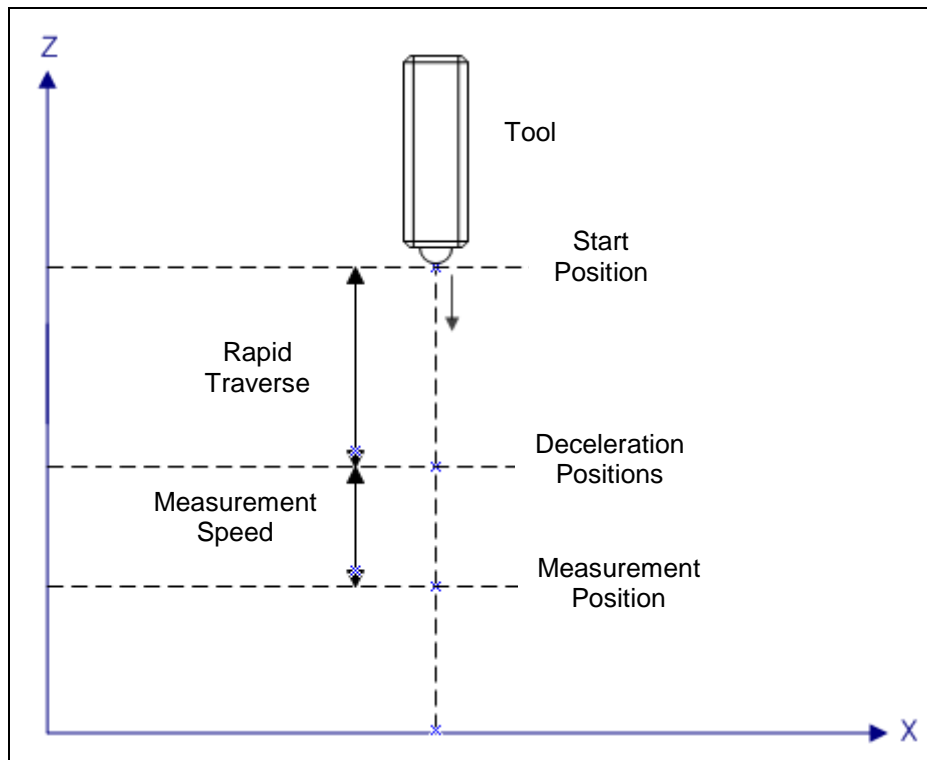 Z
Tool
Start
Position
Rapid
Traverse
Deceleration
Positions
Measurement
Speed
Measurement
Position
X